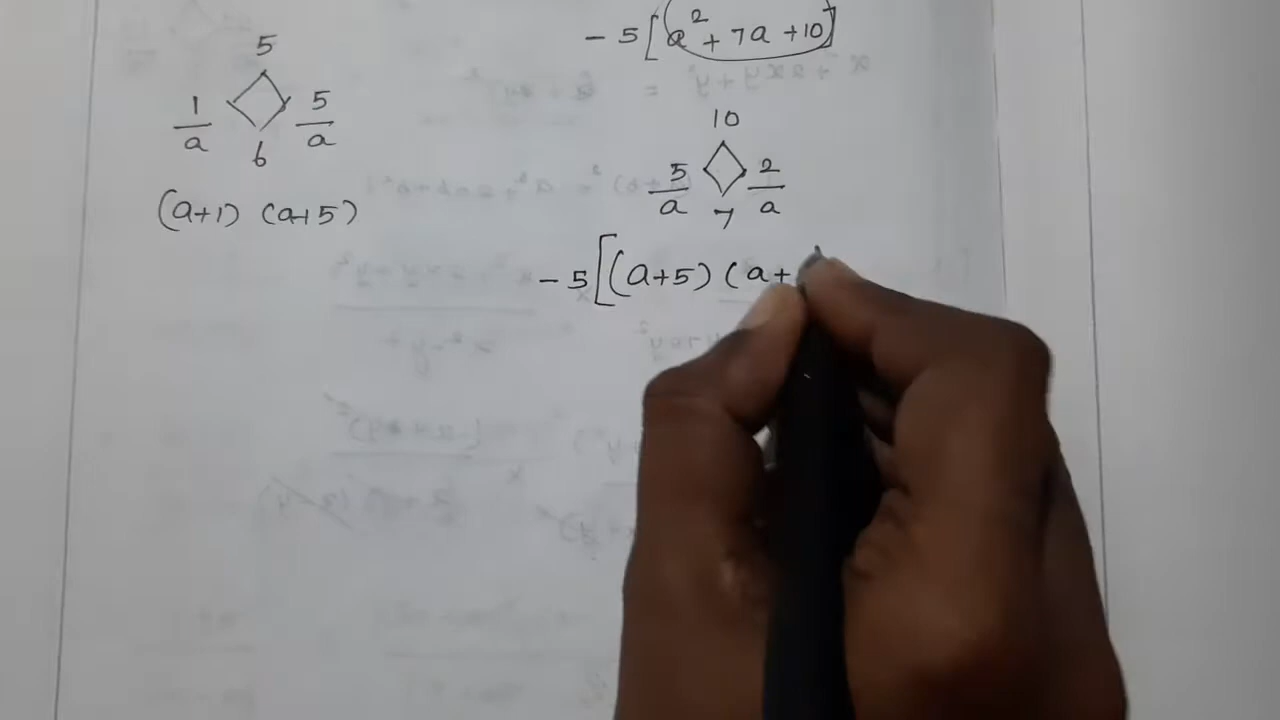 5
1/a 5/a
6
(a+1) (a+5)
-5[(a² + 7a + 10)]
10
5/a 2/a
7
-5[(a+5) (a+